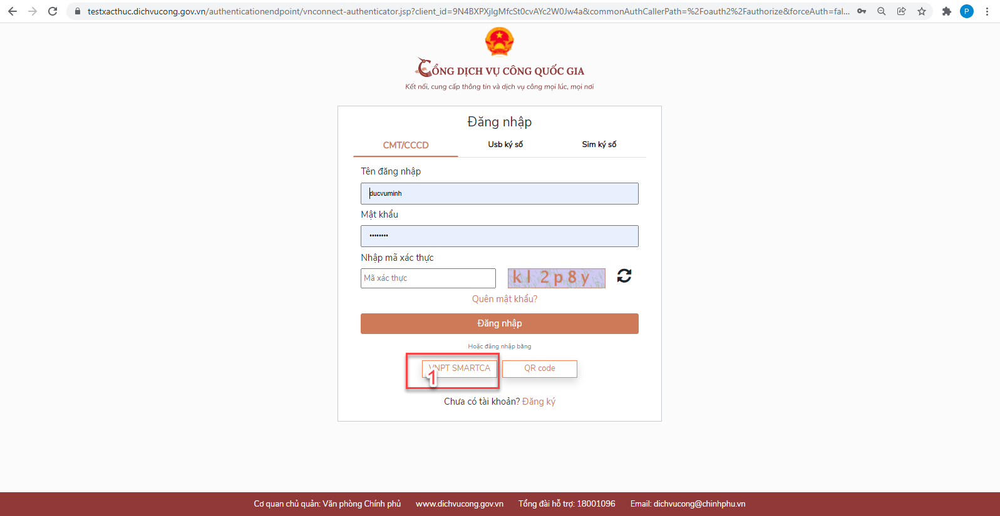 testxacthuc.dichvucong.gov.vn/authenticationendpoint/vnconnect-authenticator.jsp?client_id=9N4BXPXjlgMfcSt0cvAYc2W0Jw4a&commonAuthCallerPath=%2Foauth2%2Fauthorize&forceAuth=fal...
P
CỔNG DỊCH VỤ CÔNG QUỐC GIA
Kết nối, cung cấp thông tin và dịch vụ công mọi lúc, mọi nơi
Đăng nhập
CMT/CCCD Usb ký số Sim ký số
Tên đăng nhập
ducvuminh
Mật khẩu
••••••••
Nhập mã xác thực
Mã xác thực kl2p8y
Quên mật khẩu?
Đăng nhập
Hoặc đăng nhập bằng
VNPT SMARTCA QR code
1
Chưa có tài khoản? Đăng ký
Cơ quan chủ quản: Văn phòng Chính phủ www.dichvucong.gov.vn Tổng đài hỗ trợ: 18001096 Email: dichvucong@chinhphu.vn